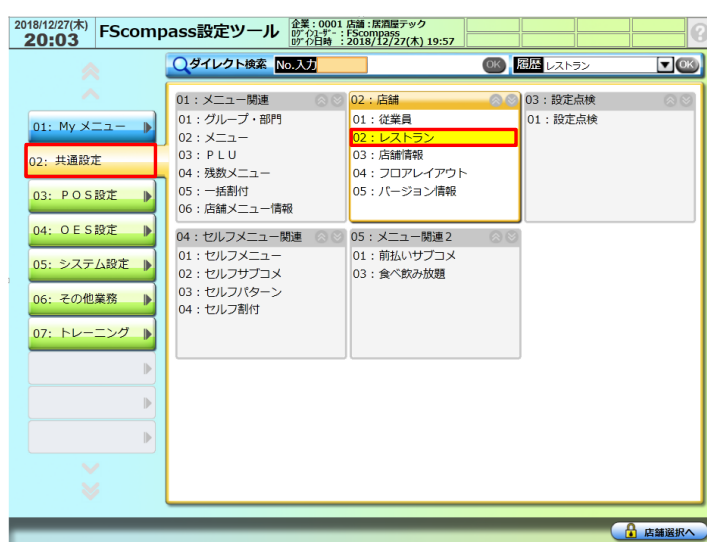 2018/12/27(木)
20:03
FScompass設定ツール
企業：0001 店舗：居酒屋テック
ﾛｸﾞｲﾝﾕｰｻﾞｰ：FScompass
ﾛｸﾞｲﾝ日時：2018/12/27(木) 19:57
?
ダイレクト検索 No.入力 OK
履歴 レストラン OK
01: My メニュー
02: 共通設定
03: ＰＯＳ設定
04: ＯＥＳ設定
05: システム設定
06: その他業務
07: トレーニング
01：メニュー関連
01：グループ・部門
02：メニュー
03：ＰＬＵ
04：残数メニュー
05：一括割付
06：店舗メニュー情報
02：店舗
01：従業員
02：レストラン
03：店舗情報
04：フロアレイアウト
05：バージョン情報
03：設定点検
01：設定点検
04：セルフメニュー関連
01：セルフメニュー
02：セルフサブコメ
03：セルフパターン
04：セルフ割付
05：メニュー関連２
01：前払いサブコメ
03：食べ飲み放題
店舗選択へ